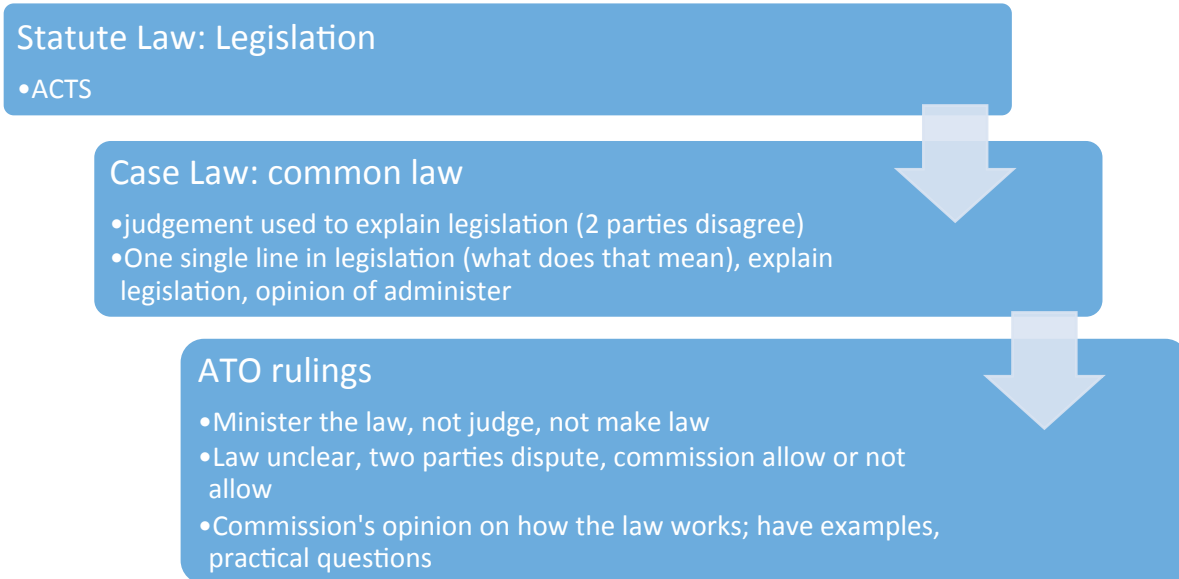 Statute Law: Legislation
•ACTS
Case Law: common law
•judgement used to explain legislation (2 parties disagree)
•One single line in legislation (what does that mean), explain
legislation, opinion of administer
ATO rulings
•Minister the law, not judge, not make law
•Law unclear, two parties dispute, commission allow or not
allow
•Commission's opinion on how the law works; have examples,
practical questions